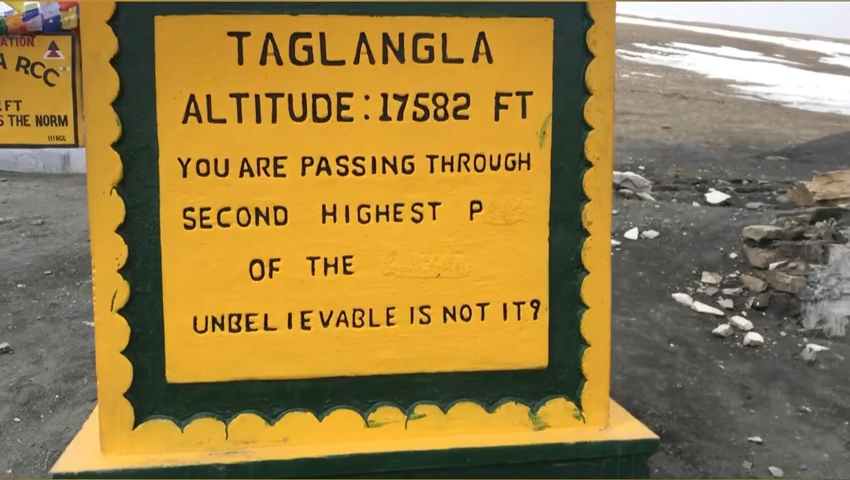 TAGLANGLA
ALTITUDE:17582 FT
YOU ARE PASSING THROUGH
SECOND HIGHEST P
OF THE
UNBELIEVABLE IS NOT IT?
ATION
A RCC
FT
S THE NORM